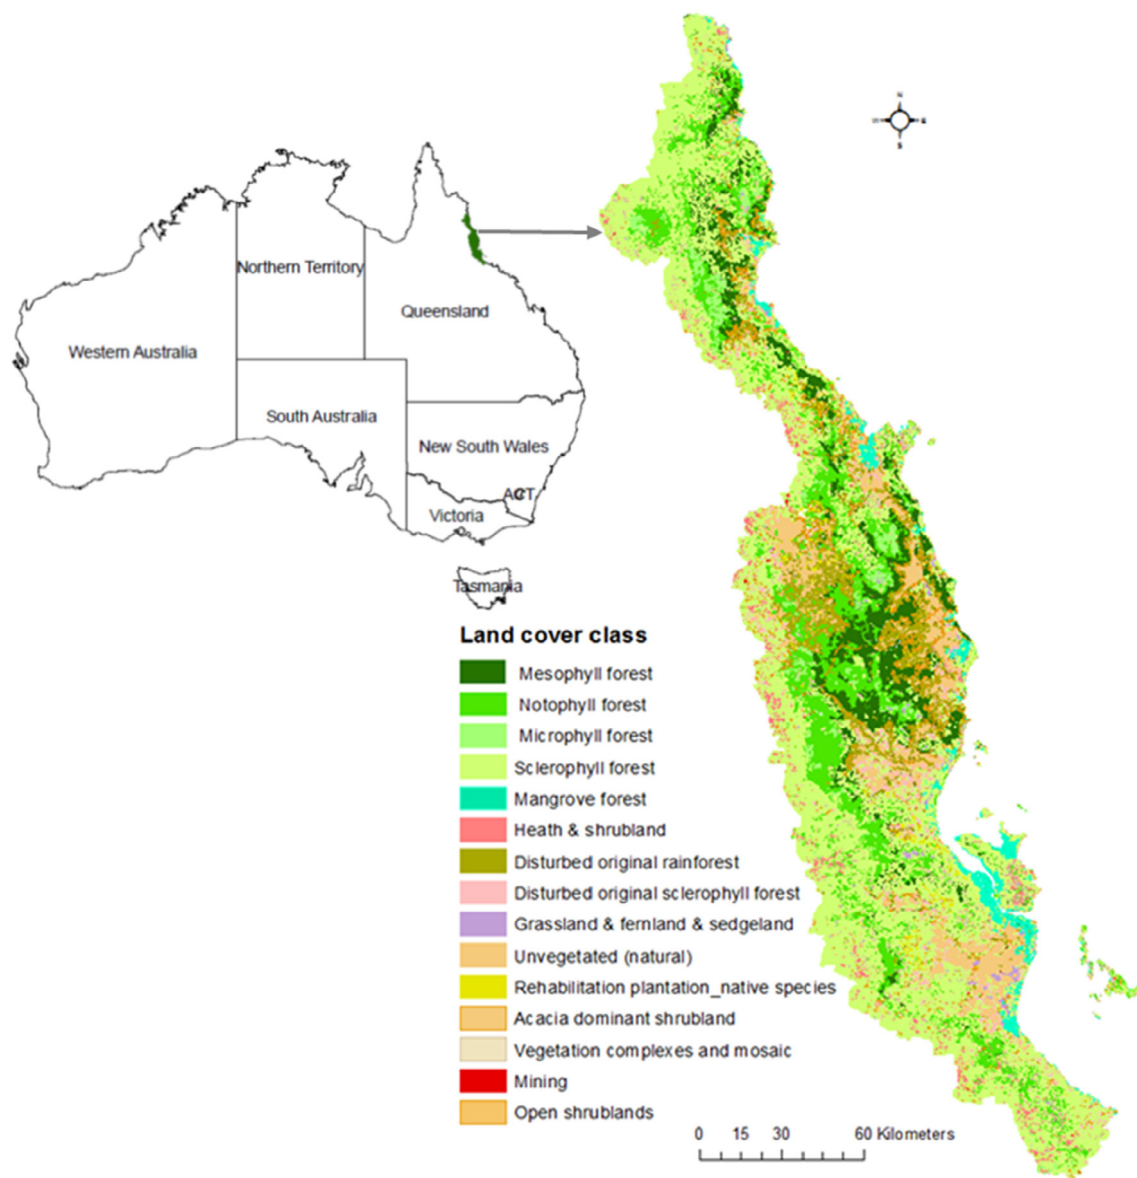 N
E
S
Northern Territory
Queensland
Western Australia
South Australia
New South Wales
ACT
Victoria
Tasmania
Land cover class
Mesophyll forest
Notophyll forest
Microphyll forest
Sclerophyll forest
Mangrove forest
Heath & shrubland
Disturbed original rainforest
Disturbed original sclerophyll forest
Grassland & fernland & sedgeland
Unvegetated (natural)
Rehabilitation plantation_native species
Acacia dominant shrubland
Vegetation complexes and mosaic
Mining
Open shrublands
0 15 30 60 Kilometers